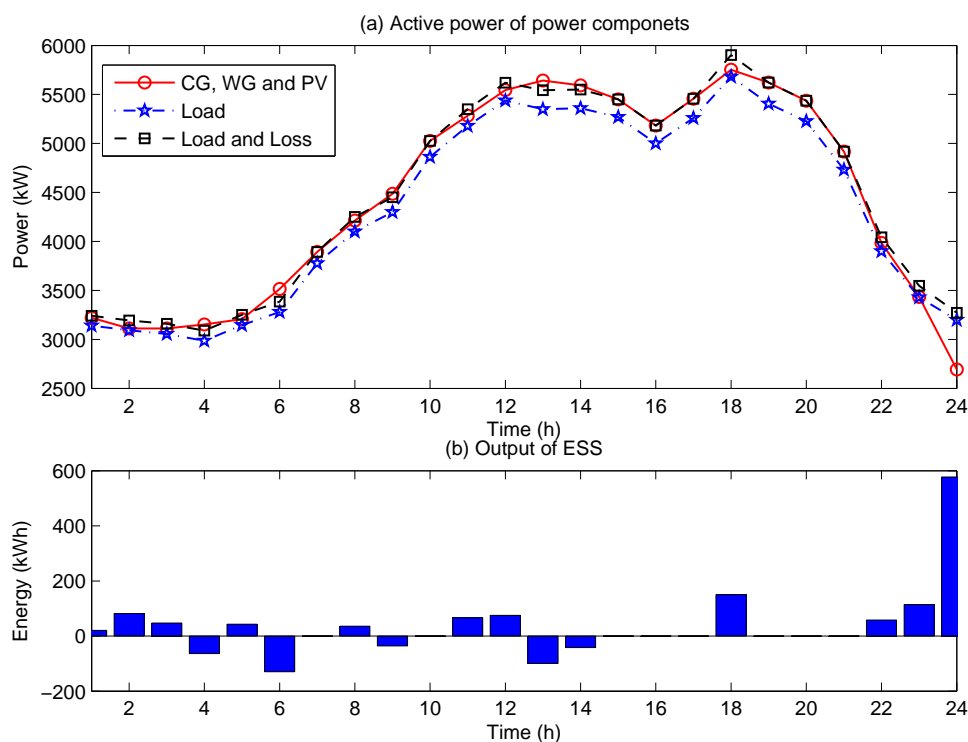 (a) Active power of power componets
6000
5500
5000
4500
4000
3500
3000
2500
Power (kW)
CG, WG and PV
Load
Load and Loss
2 4 6 8 10 12 14 16 18 20 22 24
Time (h)
(b) Output of ESS
600
400
200
0
−200
Energy (kWh)
2 4 6 8 10 12 14 16 18 20 22 24
Time (h)